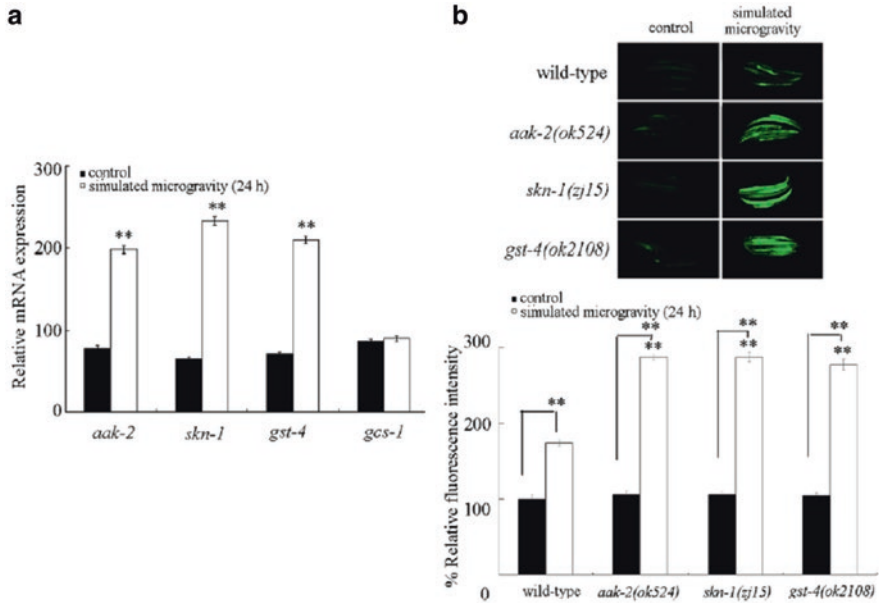 a
control
simulated microgravity (24 h)
Relative mRNA expression
300
200
100
0
**
**
**
aak-2
skn-1
gst-4
gcs-1
b
control
simulated
microgravity
wild-type
aak-2(ok524)
skn-1(zj15)
gst-4(ok2108)
control
simulated microgravity (24 h)
% Relative fluorescence intensity
300
200
100
0
**
**
**
**
**
**
**
wild-type
aak-2(ok524)
skn-1(zj15)
gst-4(ok2108)